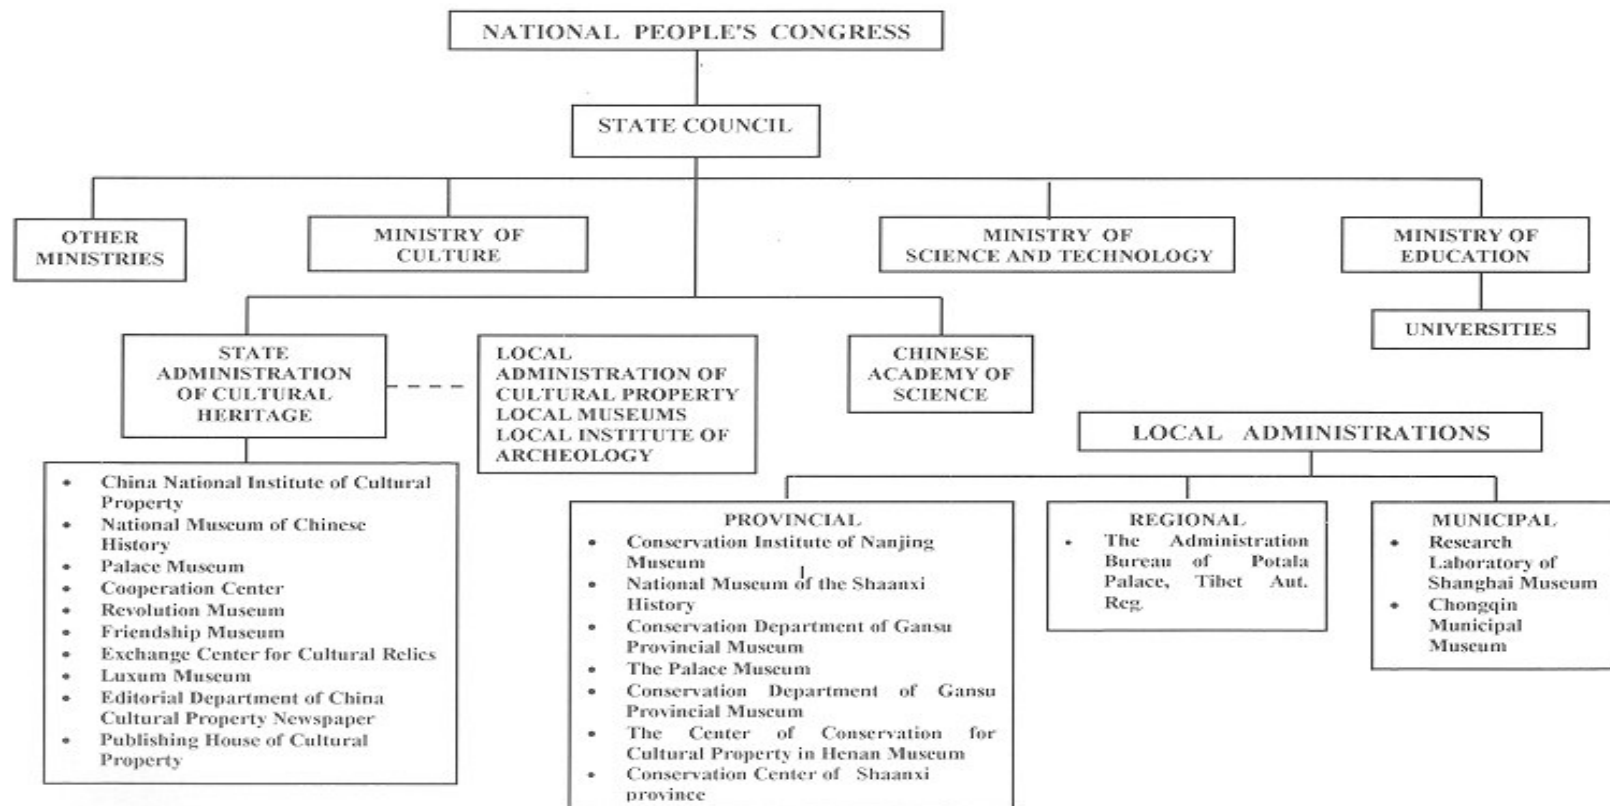 NATIONAL PEOPLE'S CONGRESS
STATE COUNCIL
OTHER
MINISTRIES
MINISTRY OF
CULTURE
MINISTRY OF
SCIENCE AND TECHNOLOGY
MINISTRY OF
EDUCATION
UNIVERSITIES
STATE
ADMINISTRATION
OF CULTURAL
HERITAGE
LOCAL
ADMINISTRATION OF
CULTURAL PROPERTY
LOCAL MUSEUMS
LOCAL INSTITUTE OF
ARCHEOLOGY
CHINESE
ACADEMY OF
SCIENCE
LOCAL ADMINISTRATIONS
• China National Institute of Cultural
Property
• National Museum of Chinese
History
• Palace Museum
• Cooperation Center
• Revolution Museum
• Friendship Museum
• Exchange Center for Cultural Relics
• Luxum Museum
• Editorial Department of China
Cultural Property Newspaper
• Publishing House of Cultural
Property
PROVINCIAL
• Conservation Institute of Nanjing
Museum
• National Museum of the Shaanxi
History
• Conservation Department of Gansu
Provincial Museum
• The Palace Museum
• Conservation Department of Gansu
Provincial Museum
• The Center of Conservation for
Cultural Property in Henan Museum
• Conservation Center of Shaanxi
province
REGIONAL
• The Administration
Bureau of Potala
Palace, Tibet Aut.
Reg.
MUNICIPAL
• Research
Laboratory of
Shanghai Museum
• Chongqin
Municipal
Museum